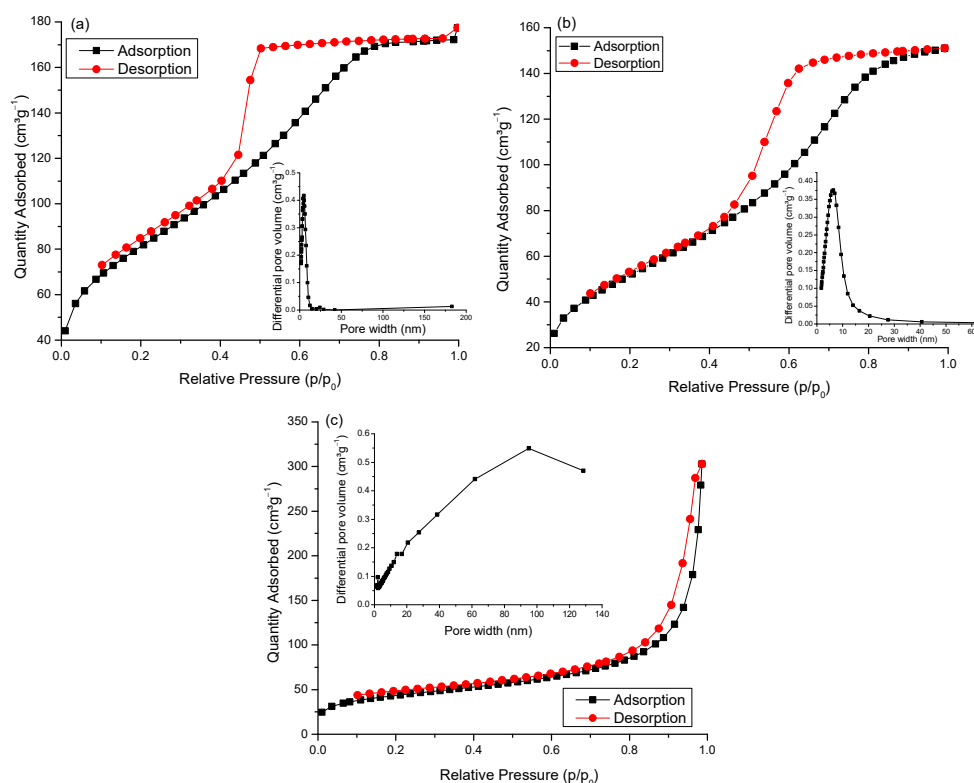 (a)
Adsorption
Desorption
Quantity Adsorbed (cm³g⁻¹)
180
160
140
120
100
80
60
40
0.0 0.2 0.4 0.6 0.8 1.0
Relative Pressure (p/p₀)
Differential pore volume (cm³g⁻¹)
0.5
0.4
0.3
0.2
0.1
0.0
0 50 100 150 200
Pore width (nm)
(b)
Adsorption
Desorption
Quantity Adsorbed (cm³g⁻¹)
160
140
120
100
80
60
40
20
0.0 0.2 0.4 0.6 0.8 1.0
Relative Pressure (p/p₀)
Differential pore volume (cm³g⁻¹)
0.40
0.35
0.30
0.25
0.20
0.15
0.10
0.05
0.00
0 10 20 30 40 50 60
Pore width (nm)
(c)
Adsorption
Desorption
Quantity Adsorbed (cm³g⁻¹)
350
300
250
200
150
100
50
0
0.0 0.2 0.4 0.6 0.8 1.0
Relative Pressure (p/p₀)
Differential pore volume (cm³g⁻¹)
0.6
0.5
0.4
0.3
0.2
0.1
0.0
0 20 40 60 80 100 120 140
Pore width (nm)